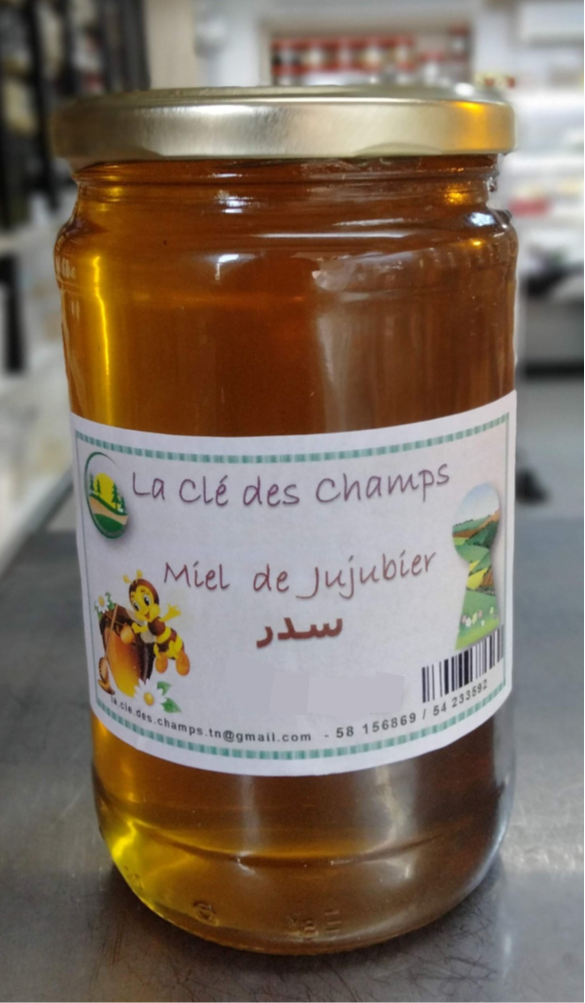 La Clé des Champs
Miel de Jujubier
سدر
la.cle.des.champs.tn@gmail.com - 58 156869 / 54 233592